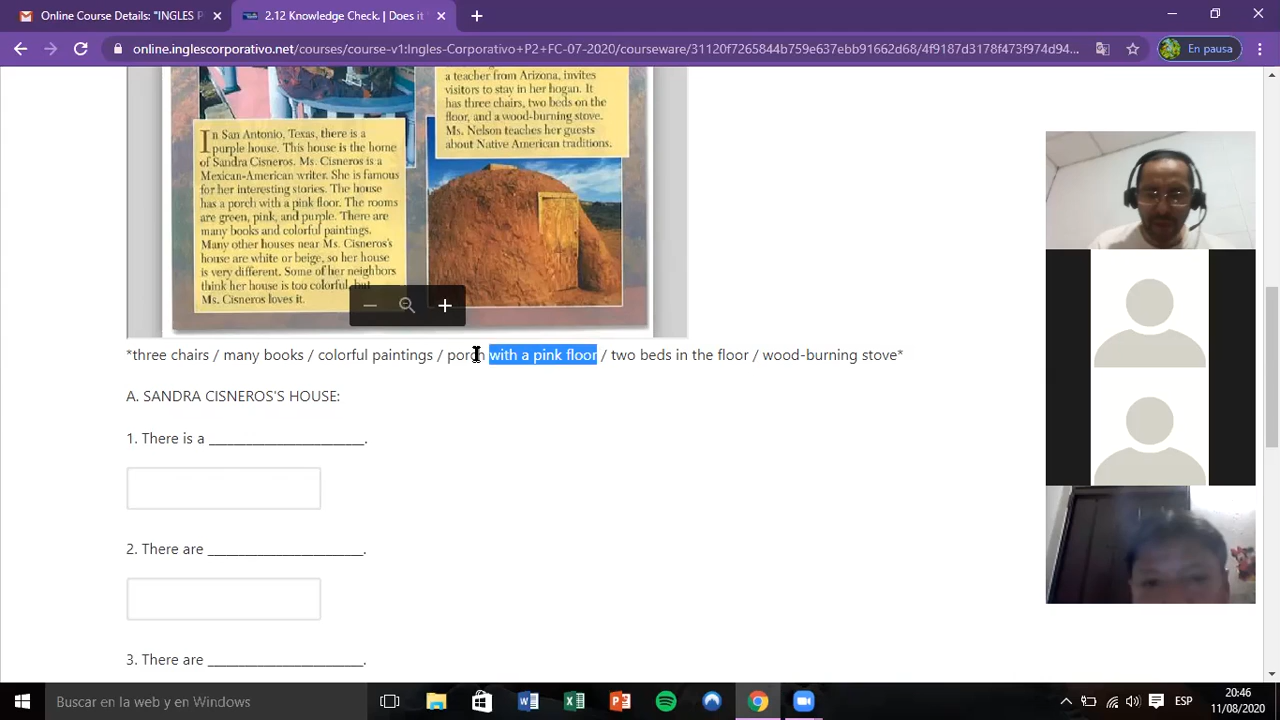 Online Course Details: "INGLES P
2.12 Knowledge Check. | Does it
online.inglescorporativo.net/courses/course-v1:Ingles-Corporativo+P2+FC-07-2020/courseware/31120f7265844b759e637ebb91662d68/4f9187d3178f473f974d94...
En pausa
a teacher from Arizona, invites
visitors to stay in her hogan. It
has three chairs, two beds on the
floor, and a wood-burning stove.
Ms. Nelson teaches her guests
about Native American traditions.
In San Antonio, Texas, there is a
purple house. This house is the home
of Sandra Cisneros. Ms. Cisneros is a
Mexican-American writer. She is famous
for her interesting stories. The house
has a porch with a pink floor. The rooms
are green, pink, and purple. There are
many books and colorful paintings.
Many other houses near Ms. Cisneros's
house are white or beige, so her house
is very different. Some of her neighbors
think her house is too colorful, but
Ms. Cisneros loves it.
*three chairs / many books / colorful paintings / porch with a pink floor / two beds in the floor / wood-burning stove*
A. SANDRA CISNEROS'S HOUSE:
1. There is a ______________________.
2. There are ______________________.
3. There are ______________________.
Buscar en la web y en Windows
ESP
20:46
11/08/2020